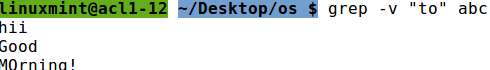 linuxmint@acl1-12 ~/Desktop/os $ grep -v "to" abc
hii
Good
MOrning!